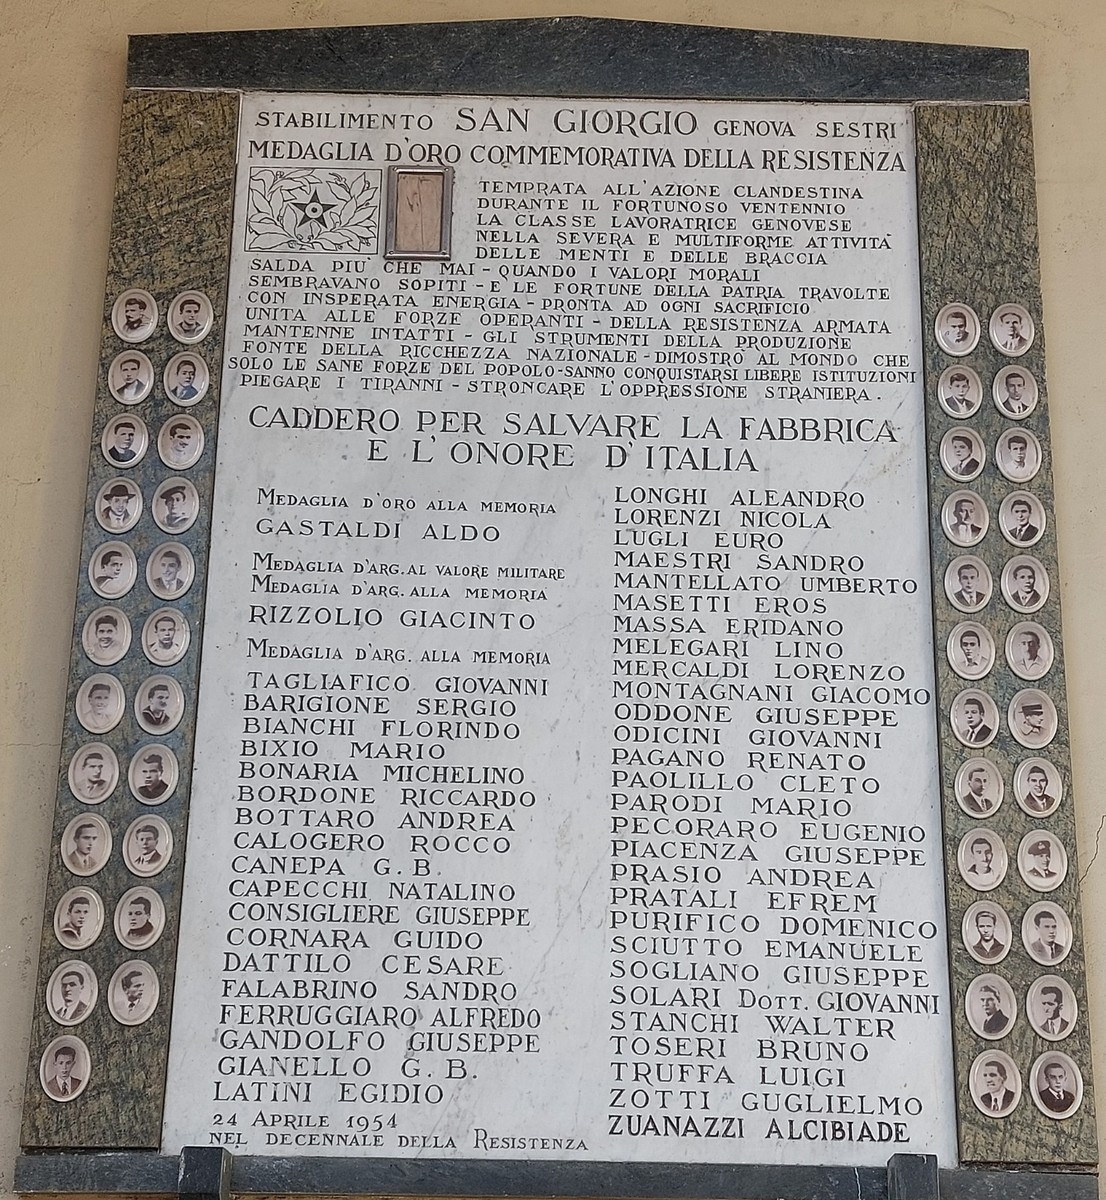 STABILIMENTO SAN GIORGIO GENOVA SESTRI
MEDAGLIA D'ORO COMMEMORATIVA DELLA RESISTENZA
TEMPRATA ALL'AZIONE CLANDESTINA
DURANTE IL FORTUNOSO VENTENNIO
LA CLASSE LAVORATRICE GENOVESE
NELLA SEVERA E MULTIFORME ATTIVITÀ
DELLE MENTI E DELLE BRACCIA
SALDA PIU' CHE MAI - QUANDO I VALORI MORALI
SEMBRAVANO SOPITI - E LE FORTUNE DELLA PATRIA TRAVOLTE
CON INSPERATA ENERGIA - PRONTA AD OGNI SACRIFICIO
UNITA ALLE FORZE OPERANTI - DELLA RESISTENZA ARMATA
MANTENNE INTATTI - GLI STRUMENTI DELLA PRODUZIONE
FONTE DELLA RICCHEZZA NAZIONALE - DIMOSTRÒ AL MONDO CHE
SOLO LE SANE FORZE DEL POPOLO - SANNO CONQUISTARSI LIBERE ISTITUZIONI
PIEGARE I TIRANNI - STRONCARE L'OPPRESSIONE STRANIERA.
CADDERO PER SALVARE LA FABBRICA
E L'ONORE D'ITALIA
MEDAGLIA D'ORO ALLA MEMORIA
GASTALDI ALDO
MEDAGLIA D'ARG. AL VALORE MILITARE
MEDAGLIA D'ARG. ALLA MEMORIA
RIZZOLIO GIACINTO
MEDAGLIA D'ARG. ALLA MEMORIA
TAGLIAFICO GIOVANNI
BARIGIONE SERGIO
BIANCHI FLORINDO
BIXIO MARIO
BONARIA MICHELINO
BORDONE RICCARDO
BOTTARO ANDREA
CALOGERO ROCCO
CANEPA G. B.
CAPECCHI NATALINO
CONSIGLIERE GIUSEPPE
CORNARA GUIDO
DATTILO CESARE
FALABRINO SANDRO
FERRUGGIARO ALFREDO
GANDOLFO GIUSEPPE
GIANELLO G. B.
LATINI EGIDIO
24 APRILE 1954
NEL DECENNALE DELLA RESISTENZA
LONGHI ALEANDRO
LORENZI NICOLA
LUGLI EURO
MAESTRI SANDRO
MANTELLATO UMBERTO
MASETTI EROS
MASSA ERIDANO
MELEGARI LINO
MERCALDI LORENZO
MONTAGNANI GIACOMO
ODDONE GIUSEPPE
ODICINI GIOVANNI
PAGANO RENATO
PAOLILLO CLETO
PARODI MARIO
PECORARO EUGENIO
PIACENZA GIUSEPPE
PRASIO ANDREA
PRATALI EFREM
PURIFICO DOMENICO
SCIUTTO EMANUELE
SOGLIANO GIUSEPPE
SOLARI DOTT. GIOVANNI
STANCHI WALTER
TOSERI BRUNO
TRUFFA LUIGI
ZOTTI GUGLIELMO
ZUANAZZI ALCIBIADE